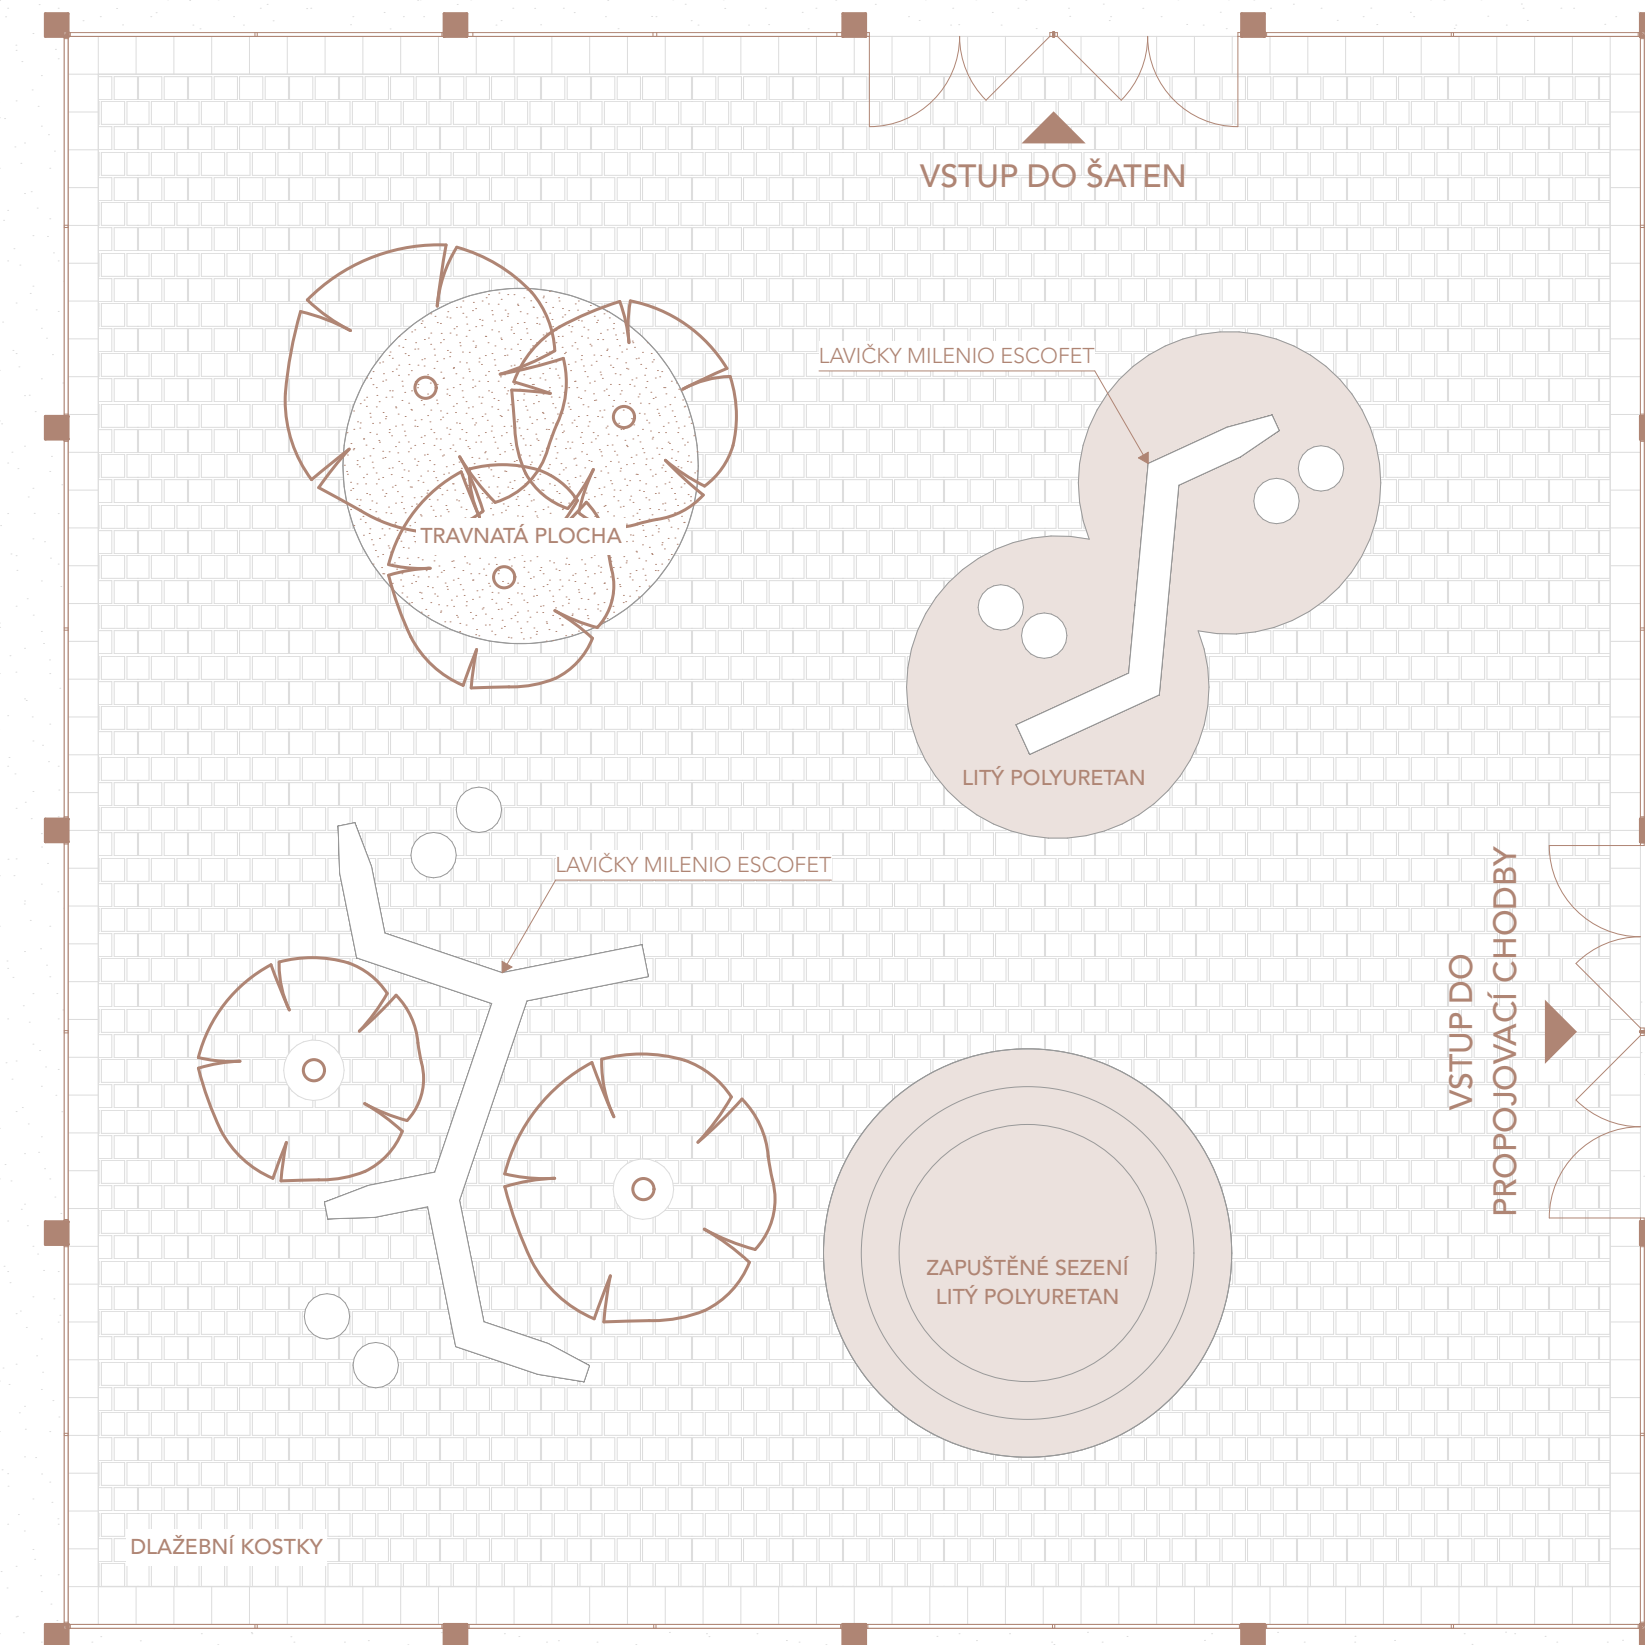 VSTUP DO ŠATEN
LAVIČKY MILENIO ESCOFET
TRAVNATÁ PLOCHA
LITÝ POLYURETAN
LAVIČKY MILENIO ESCOFET
VSTUP DO
PROPOJOVACÍ CHODBY
ZAPUŠTĚNÉ SEZENÍ
LITÝ POLYURETAN
DLAŽEBNÍ KOSTKY